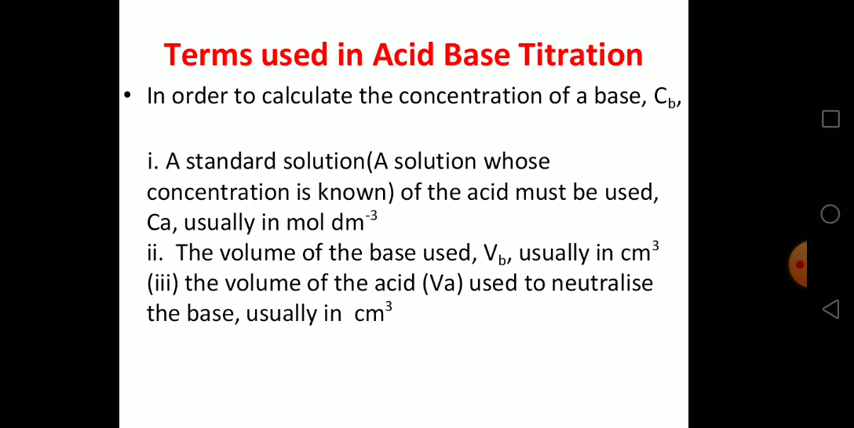 Terms used in Acid Base Titration
• In order to calculate the concentration of a base, C_b,
i. A standard solution(A solution whose
concentration is known) of the acid must be used,
Ca, usually in mol dm⁻³
ii. The volume of the base used, V_b, usually in cm³
(iii) the volume of the acid (Va) used to neutralise
the base, usually in cm³